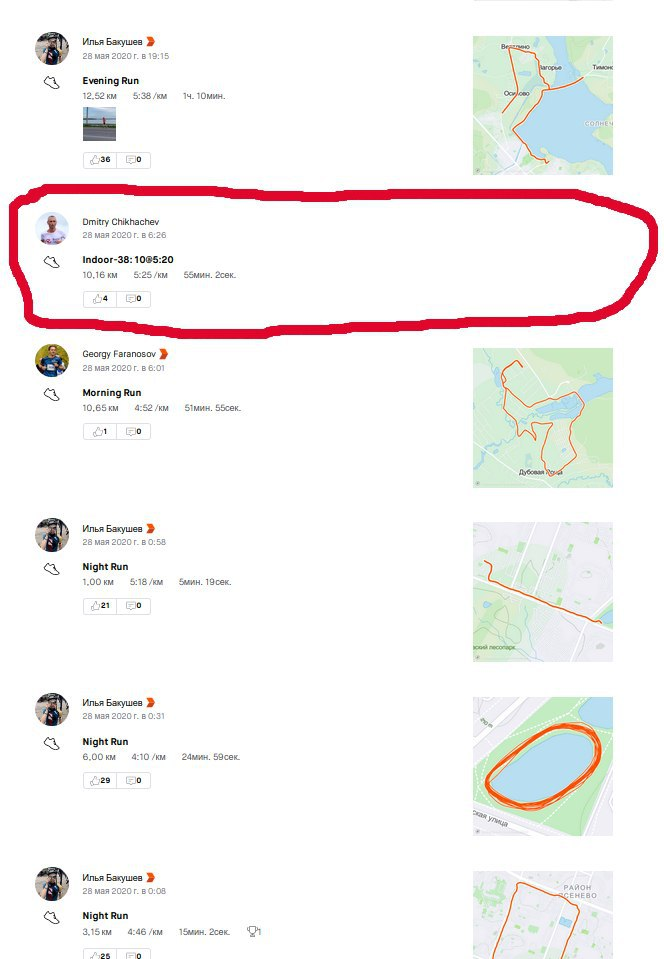 Илья Бакушев
28 мая 2020 г. в 19:15
Evening Run
12,52 км 5:38 /км 1ч. 10мин.
36 0
Загорье
Тимоно
СОЛНЕЧ
Dmitry Chikhachev
28 мая 2020 г. в 6:26
Indoor-38: 10@5:20
10,16 км 5:25 /км 55мин. 2сек.
4 0
Georgy Faranosov
28 мая 2020 г. в 6:01
Morning Run
10,65 км 4:52 /км 51мин. 55сек.
1 0
Дубовая Роща
Илья Бакушев
28 мая 2020 г. в 0:58
Night Run
1,00 км 5:18 /км 5мин. 19сек.
21 0
ский лесопарк
Илья Бакушев
28 мая 2020 г. в 0:31
Night Run
6,00 км 4:10 /км 24мин. 59сек.
29 0
ская улица
Илья Бакушев
28 мая 2020 г. в 0:08
Night Run
3,15 км 4:46 /км 15мин. 2сек. 1
25 0
РАЙОН
ЯСЕНЕВО